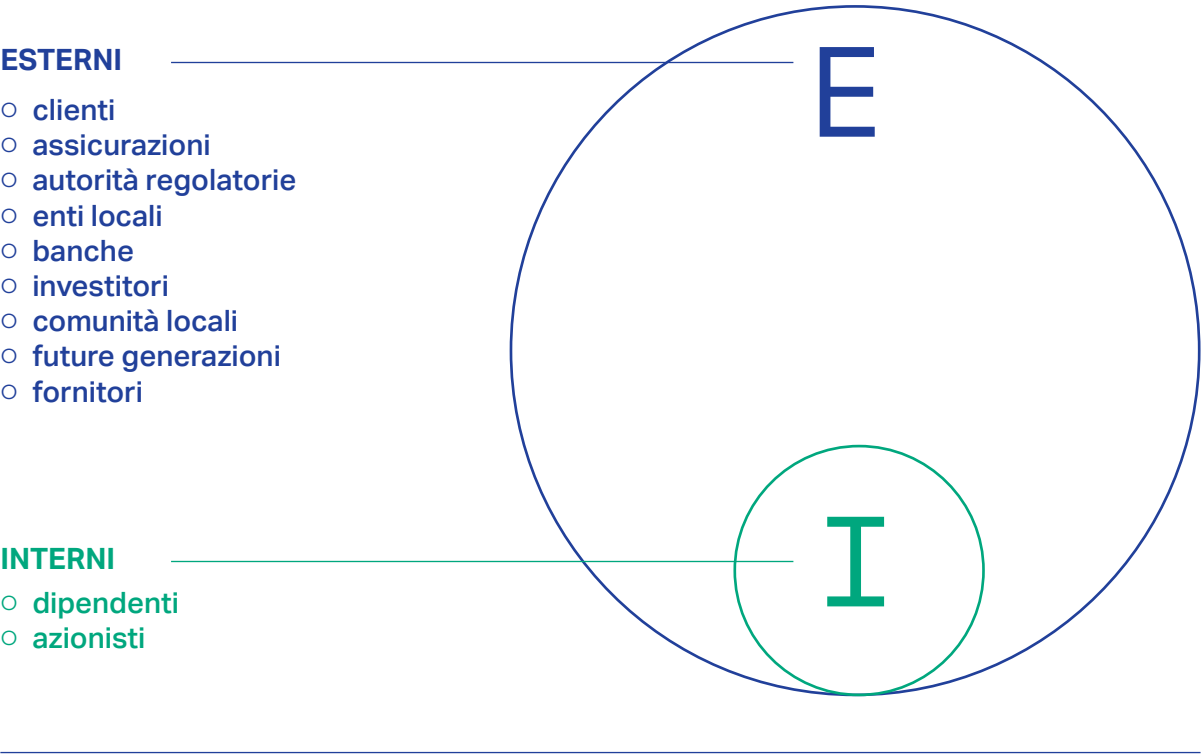 ESTERNI
clienti
assicurazioni
autorità regolatorie
enti locali
banche
investitori
comunità locali
future generazioni
fornitori
E
INTERNI
dipendenti
azionisti
I